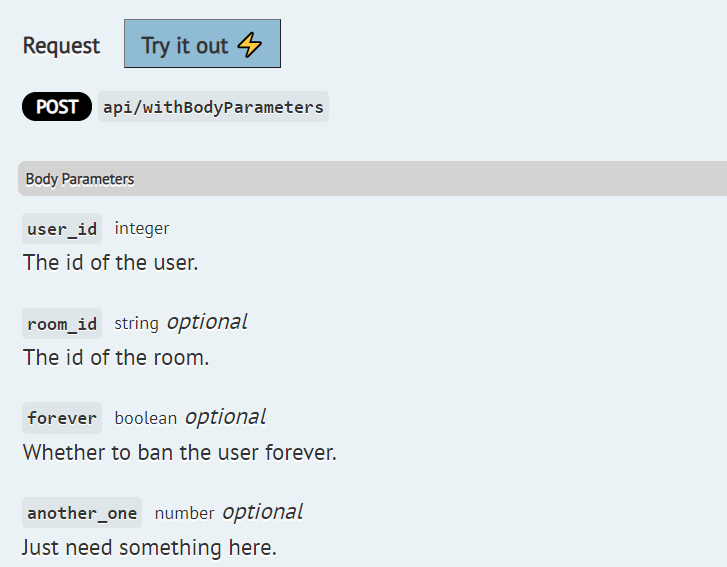 Request Try it out ⚡
POST api/withBodyParameters
Body Parameters
user_id integer
The id of the user.
room_id string optional
The id of the room.
forever boolean optional
Whether to ban the user forever.
another_one number optional
Just need something here.